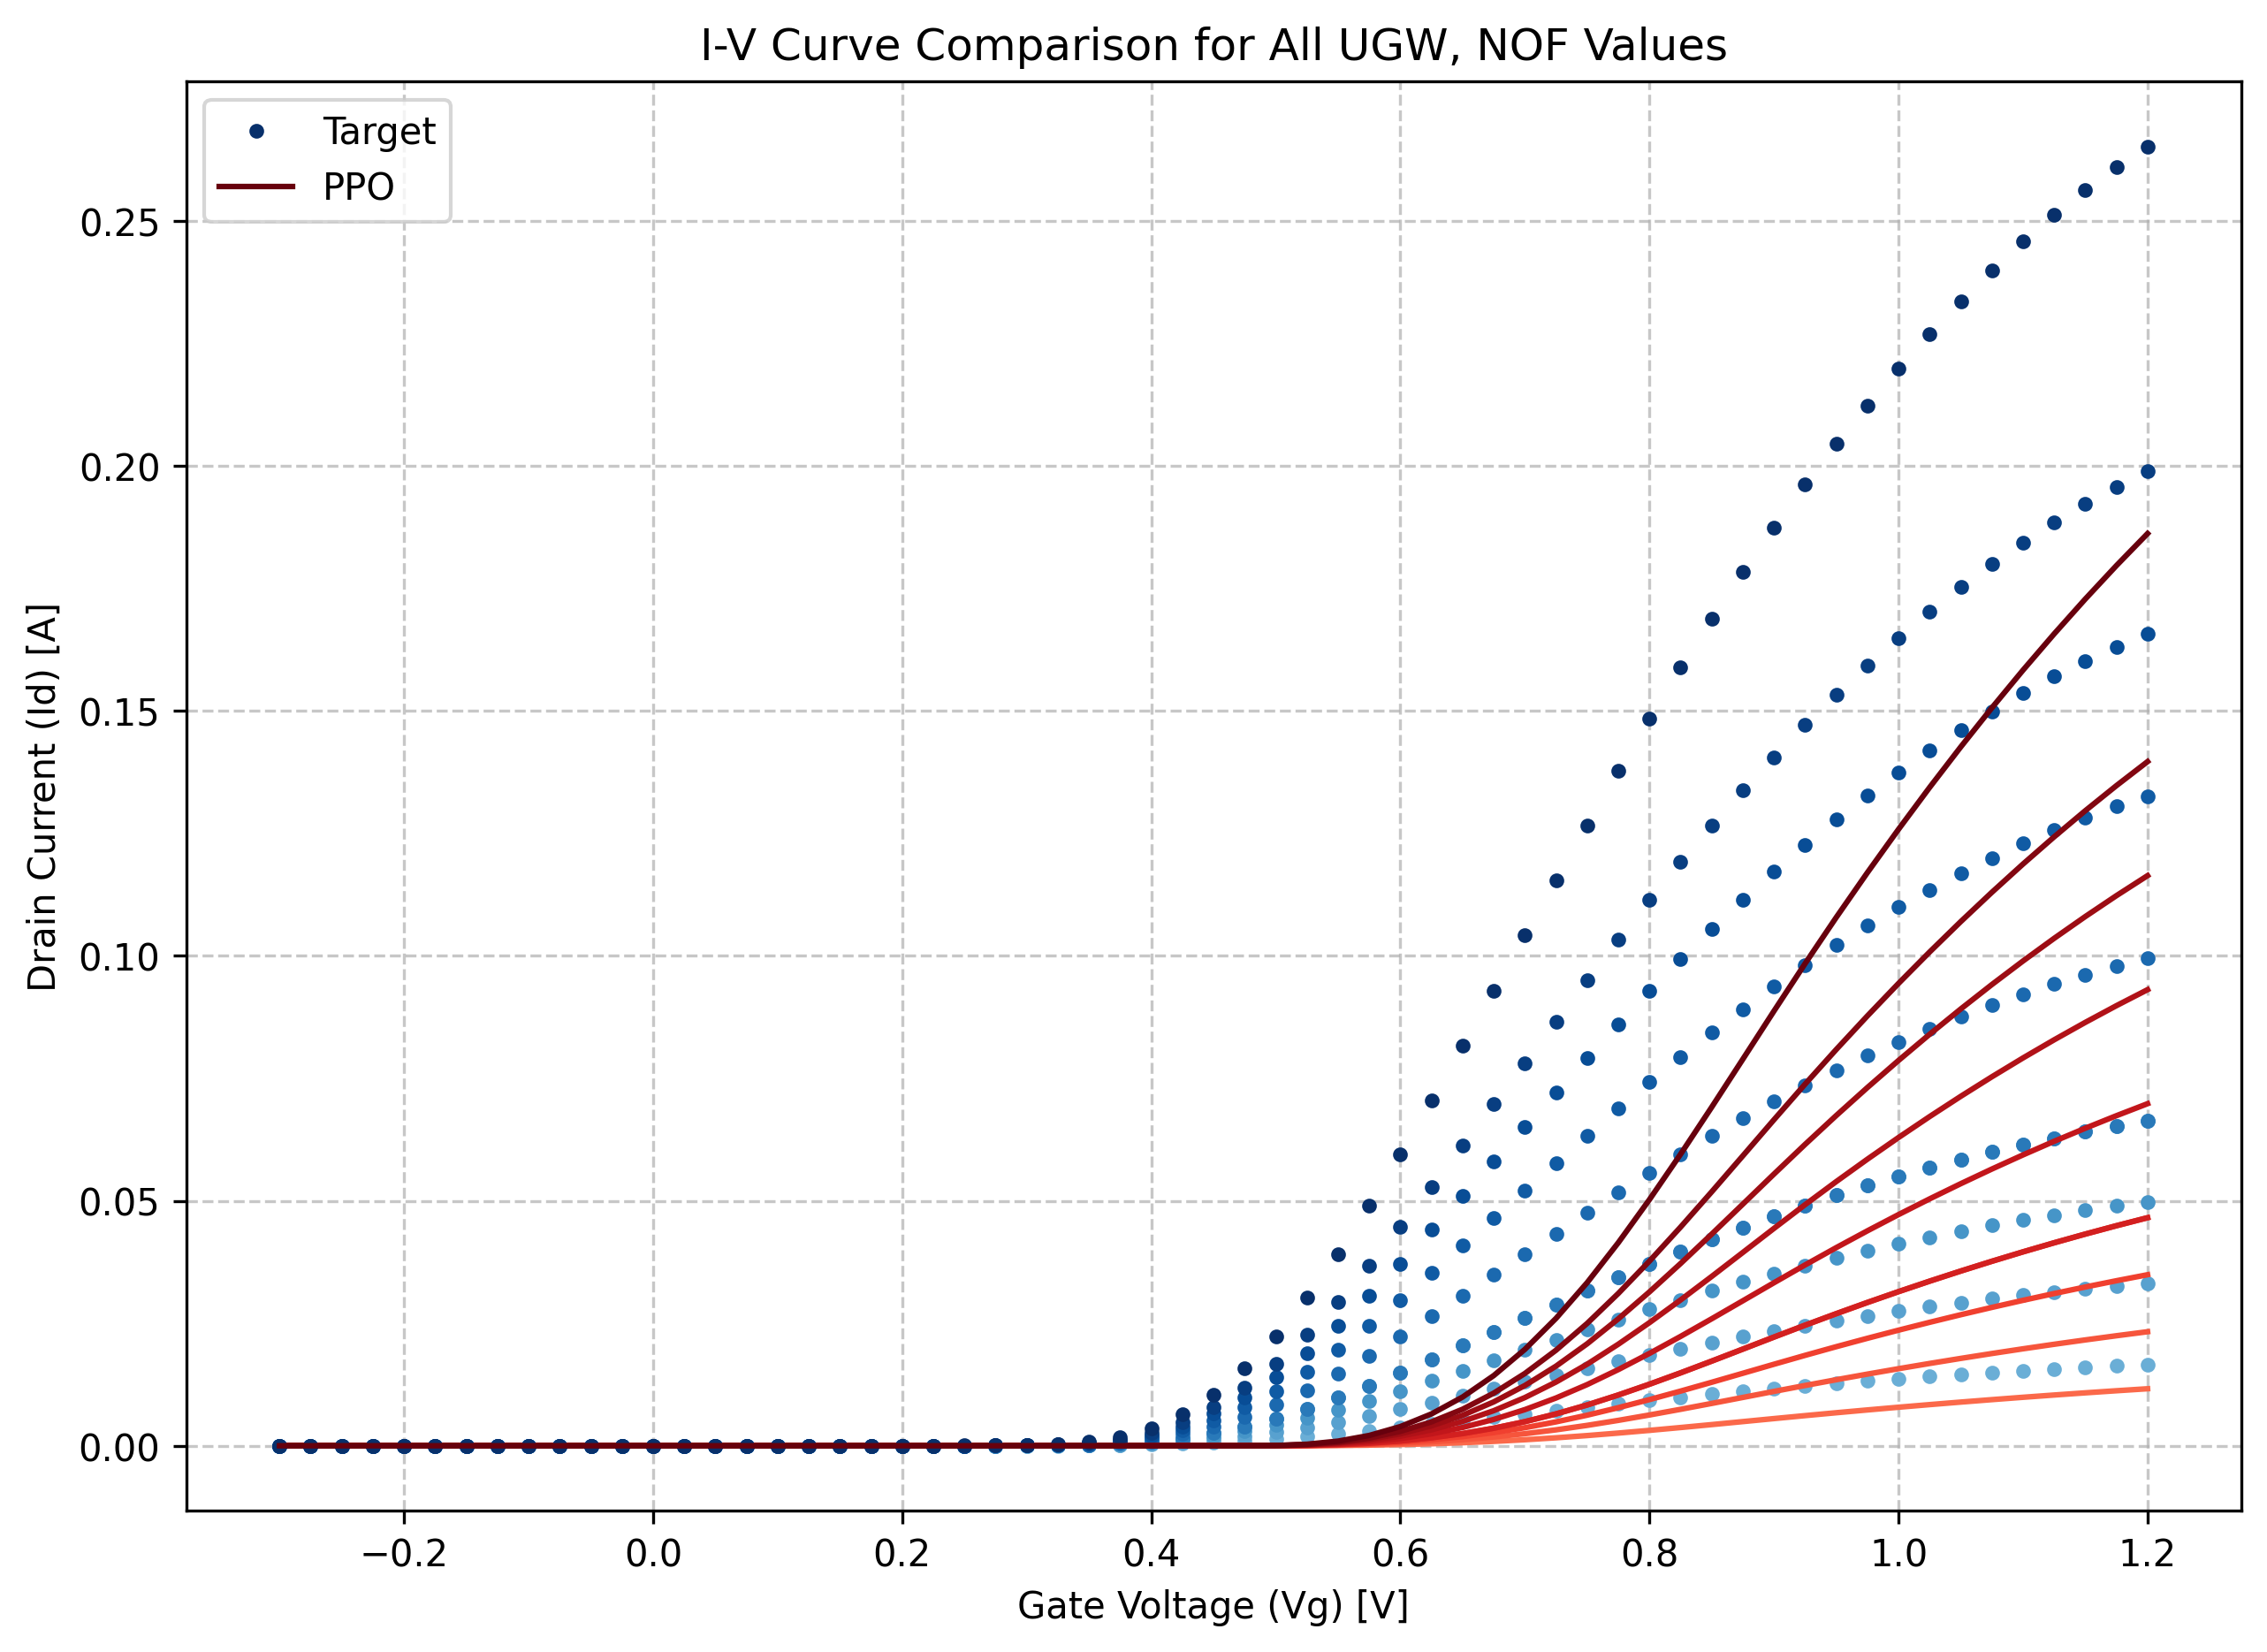 I-V Curve Comparison for All UGW, NOF Values
Target
PPO
0.25
0.20
0.15
0.10
0.05
0.00
Drain Current (Id) [A]
−0.2 0.0 0.2 0.4 0.6 0.8 1.0 1.2
Gate Voltage (Vg) [V]